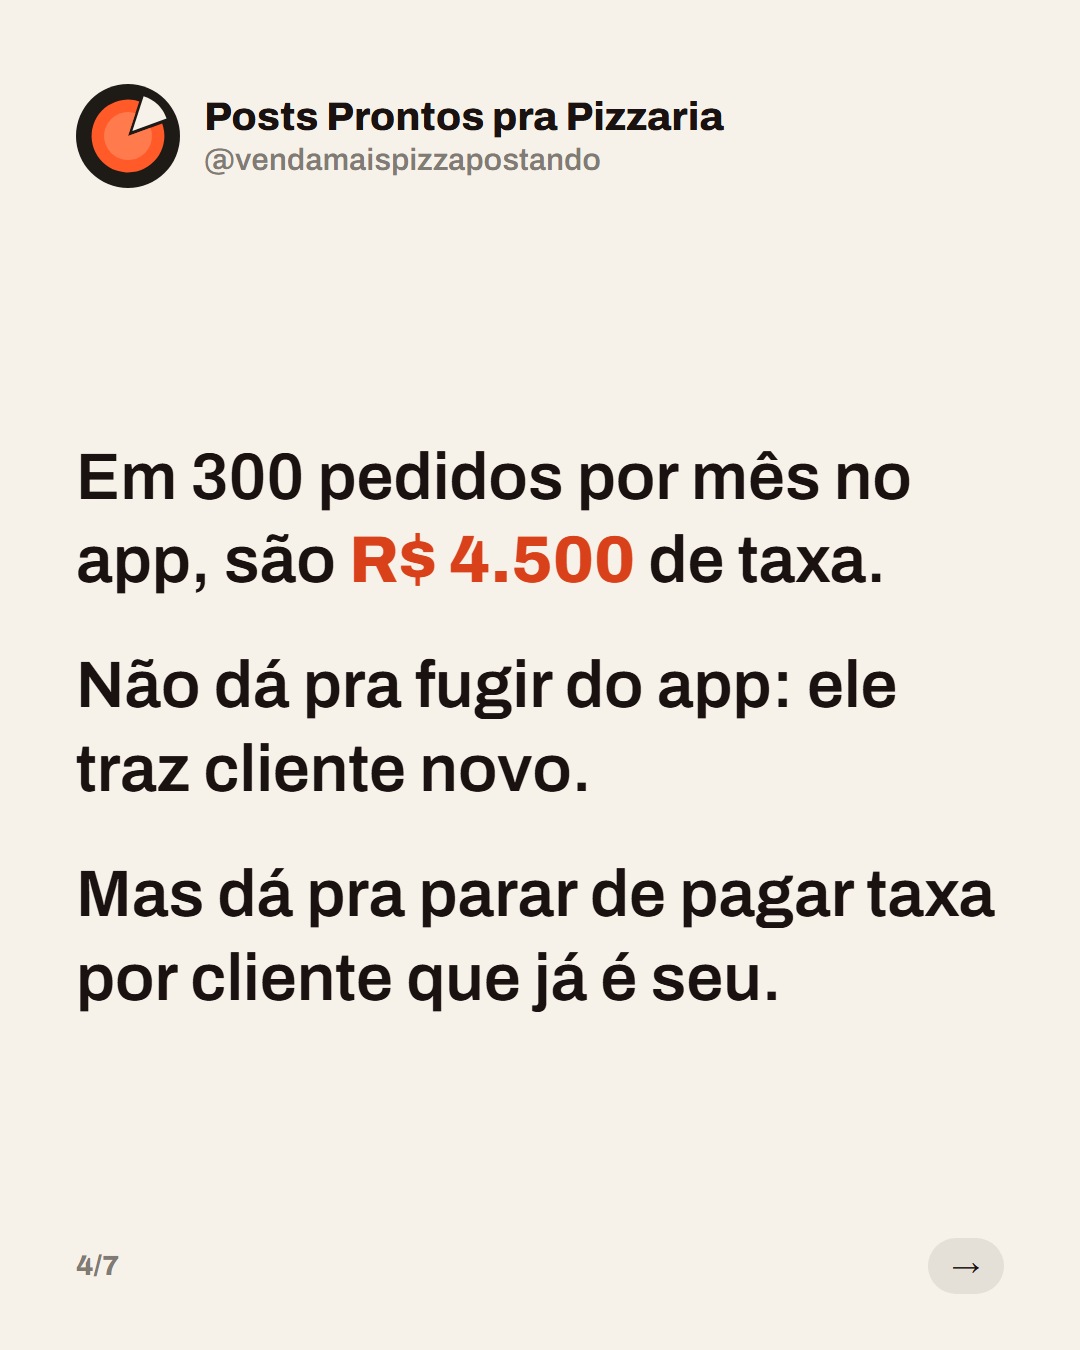 Posts Prontos pra Pizzaria
@vendamaispizzapostando
Em 300 pedidos por mês no
app, são R$ 4.500 de taxa.
Não dá pra fugir do app: ele
traz cliente novo.
Mas dá pra parar de pagar taxa
por cliente que já é seu.
4/7
→